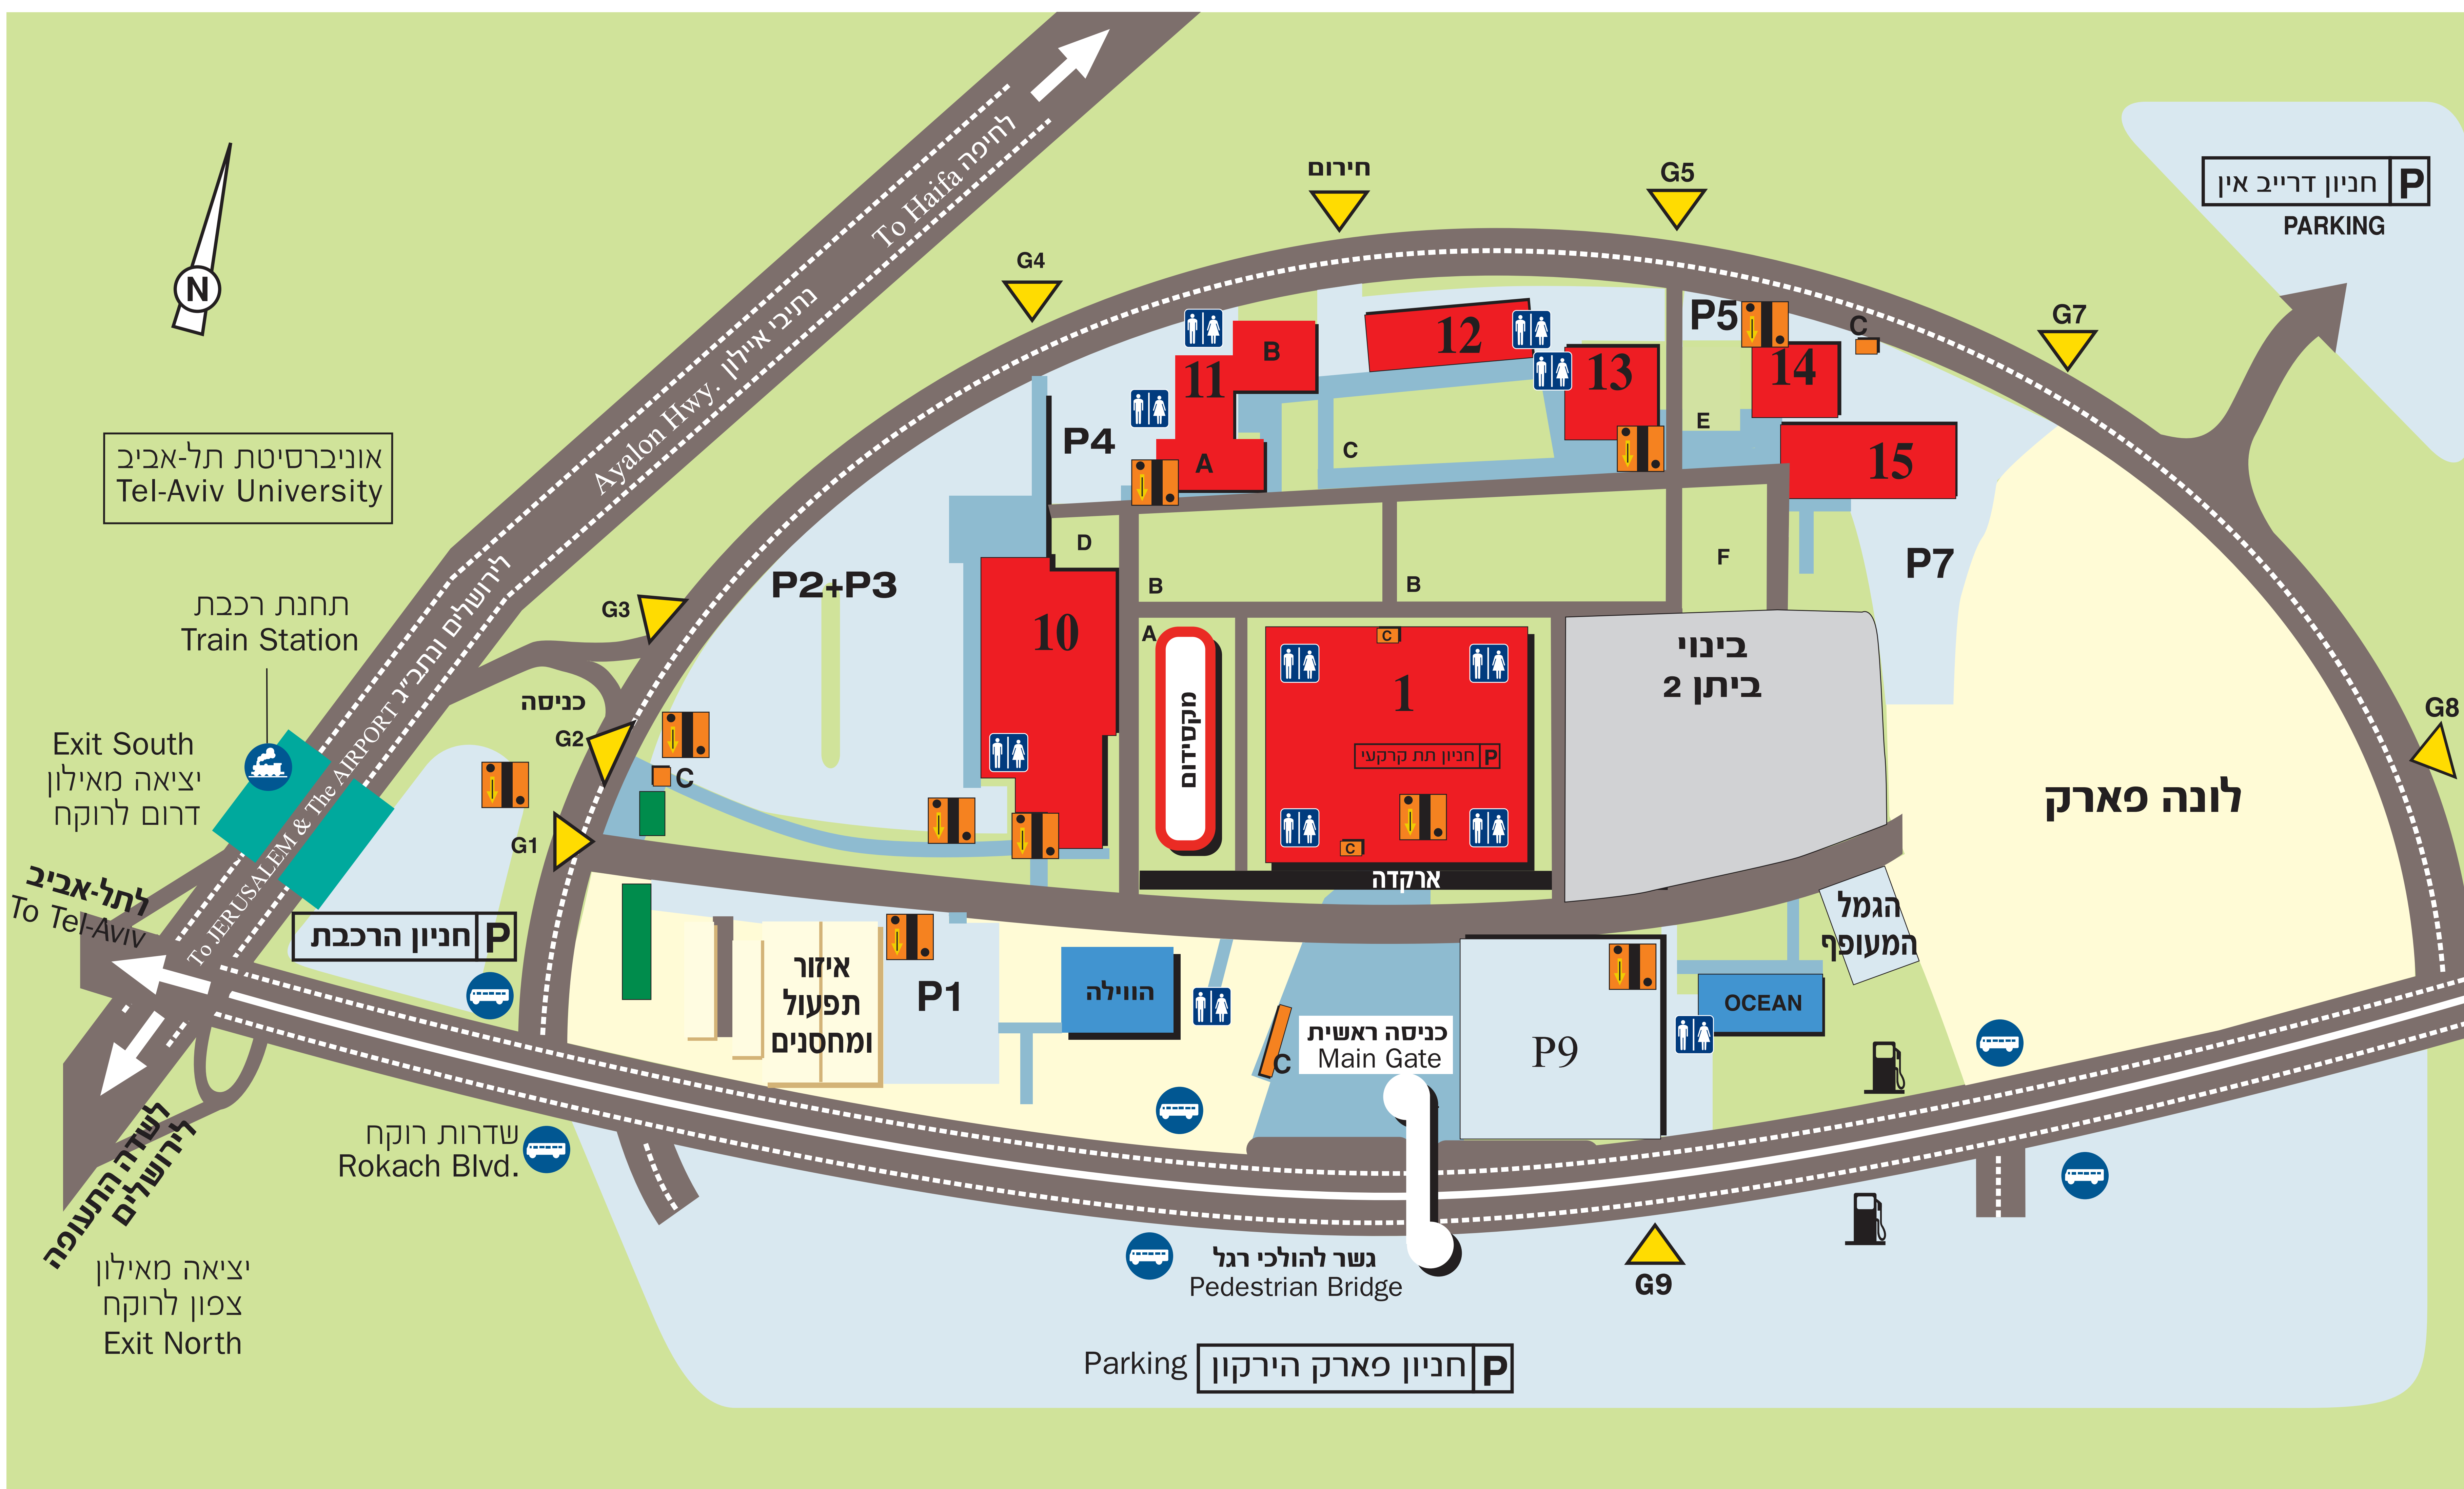 חירום
G5
חניון דרייב אין P
PARKING
G4
G7
N
To Haifa לחיפה
Ayalon Hwy. נתיבי איילון
To JERUSALEM & The AIRPORT לירושלים ונתב״ג
אוניברסיטת תל-אביב
Tel-Aviv University
תחנת רכבת
Train Station
G3
כניסה
G2
G1
Exit South
יציאה מאילון
דרום לרוקח
לתל-אביב
To Tel-Aviv
חניון הרכבת P
P2+P3
C
P4
11
B
A
12
13
P5
14
C
15
C
E
D
B
B
F
P7
10
A
מקסידום
C
1
חניון תת קרקעי P
C
ארקדה
בינוי
ביתן 2
לונה פארק
G8
הגמל
המעופף
איזור
תפעול
ומחסנים
P1
הווילה
C
כניסה ראשית
Main Gate
P9
OCEAN
שדרות רוקח
Rokach Blvd.
לשדה התעופה
לירושלים
יציאה מאילון
צפון לרוקח
Exit North
גשר להולכי רגל
Pedestrian Bridge
G9
Parking חניון פארק הירקון P